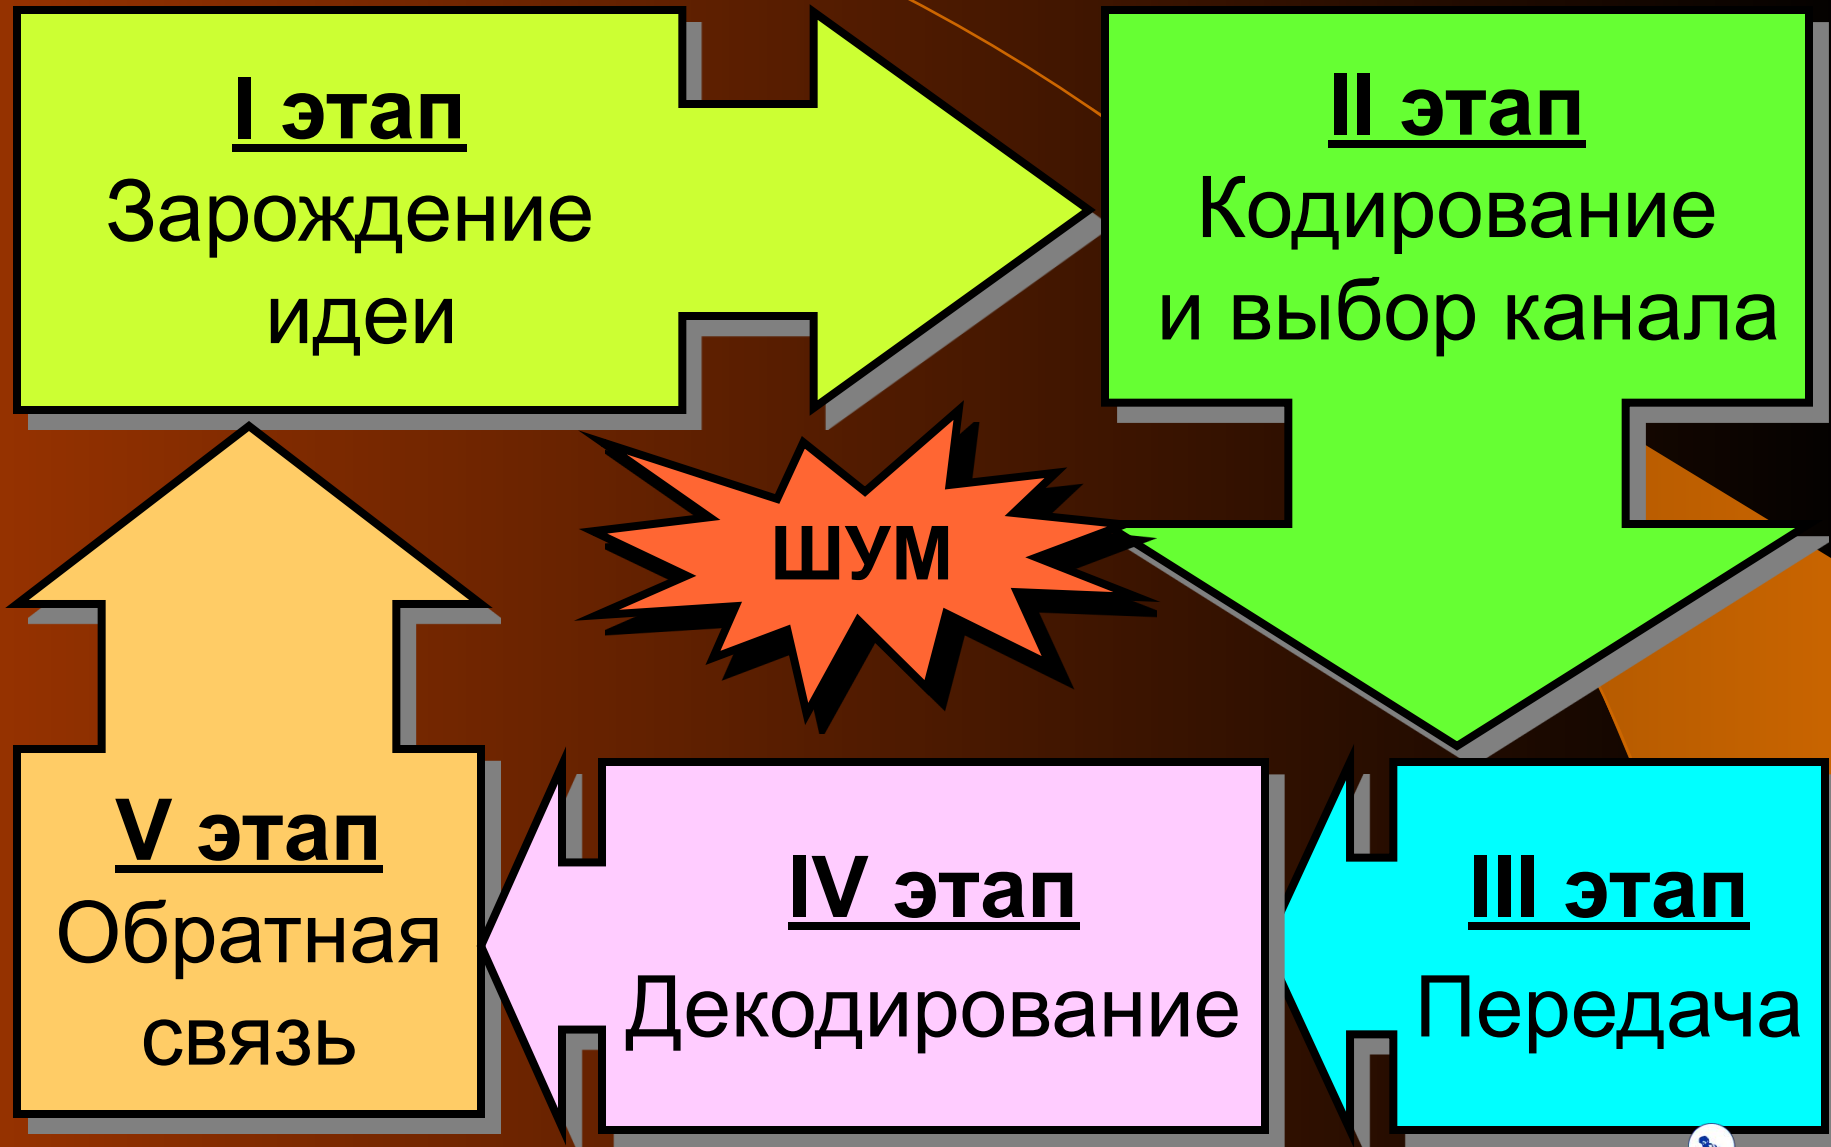 I этап
Зарождение
идеи
II этап
Кодирование
и выбор канала
ШУМ
III этап
Передача
IV этап
Декодирование
V этап
Обратная
связь